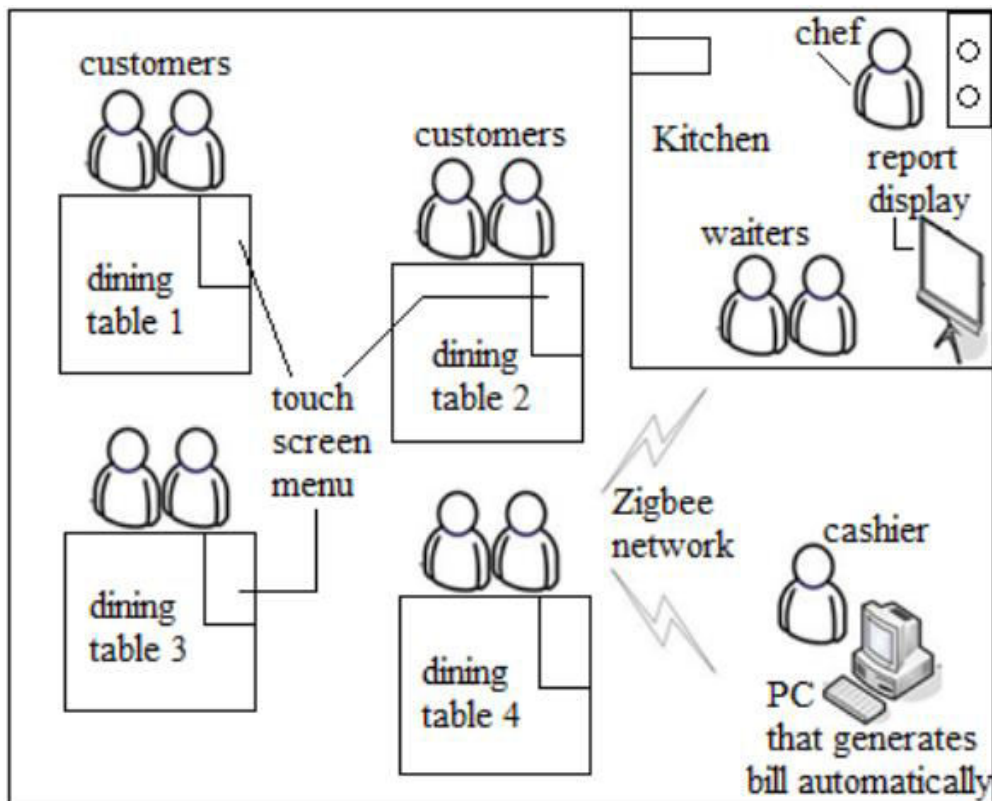 customers
customers
chef
Kitchen
report
display
waiters
dining
table 1
dining
table 2
touch
screen
menu
Zigbee
network
cashier
dining
table 3
dining
table 4
PC
that generates
bill automatically